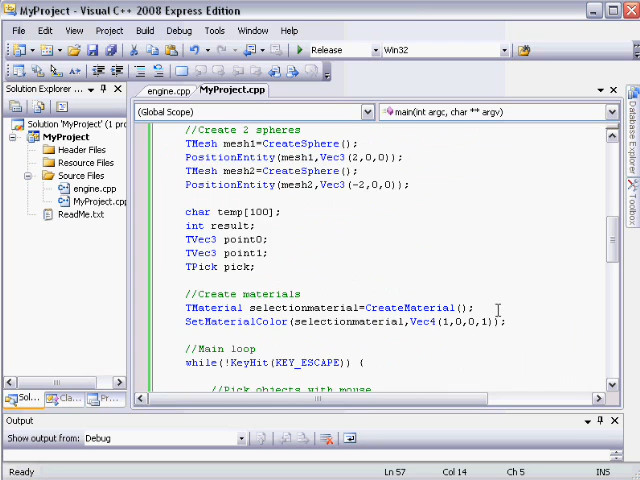 MyProject - Visual C++ 2008 Express Edition
File Edit View Project Build Debug Tools Window Help
Release Win32
Solution Explorer ...
engine.cpp MyProject.cpp
(Global Scope) main(int argc, char ** argv)
Solution 'MyProject' (1 pro
MyProject
Header Files
Resource Files
Source Files
engine.cpp
MyProject.cpp
ReadMe.txt
//Create 2 spheres
TMesh mesh1=CreateSphere();
PositionEntity(mesh1,Vec3(2,0,0));
TMesh mesh2=CreateSphere();
PositionEntity(mesh2,Vec3(-2,0,0));
char temp[100];
int result;
TVec3 point0;
TVec3 point1;
TPick pick;
//Create materials
TMaterial selectionmaterial=CreateMaterial();
SetMaterialColor(selectionmaterial,Vec4(1,0,0,1));
//Main loop
while(!KeyHit(KEY_ESCAPE)) {
//Pick objects with mouse
Database Explorer
Toolbox
Sol... Cla... Pr...
Output
Show output from: Debug
Ready Ln 57 Col 14 Ch 5 INS